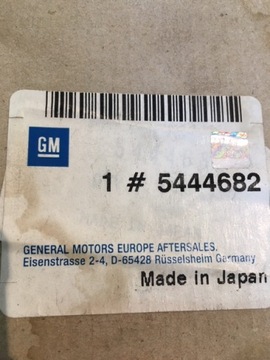 GM
1 # 5444682
GENERAL MOTORS EUROPE AFTERSALES.
Eisenstrasse 2-4, D-65428 Rüsselsheim Germany
Made in Japan